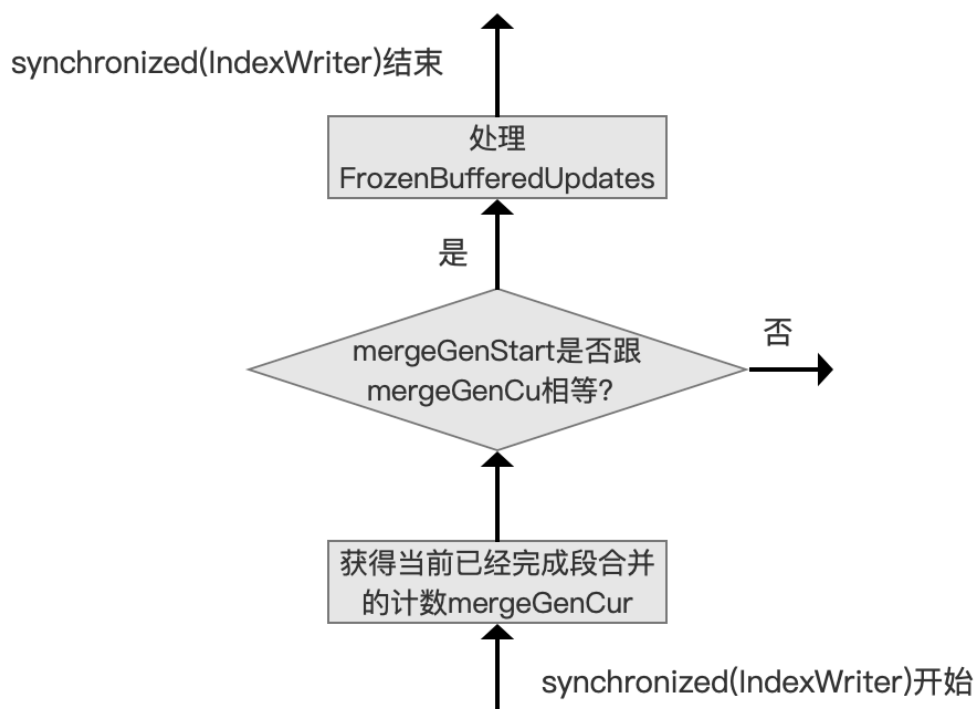 synchronized(IndexWriter)结束
处理
FrozenBufferedUpdates
是
mergeGenStart是否跟
mergeGenCu相等?
否
获得当前已经完成段合并
的计数mergeGenCur
synchronized(IndexWriter)开始